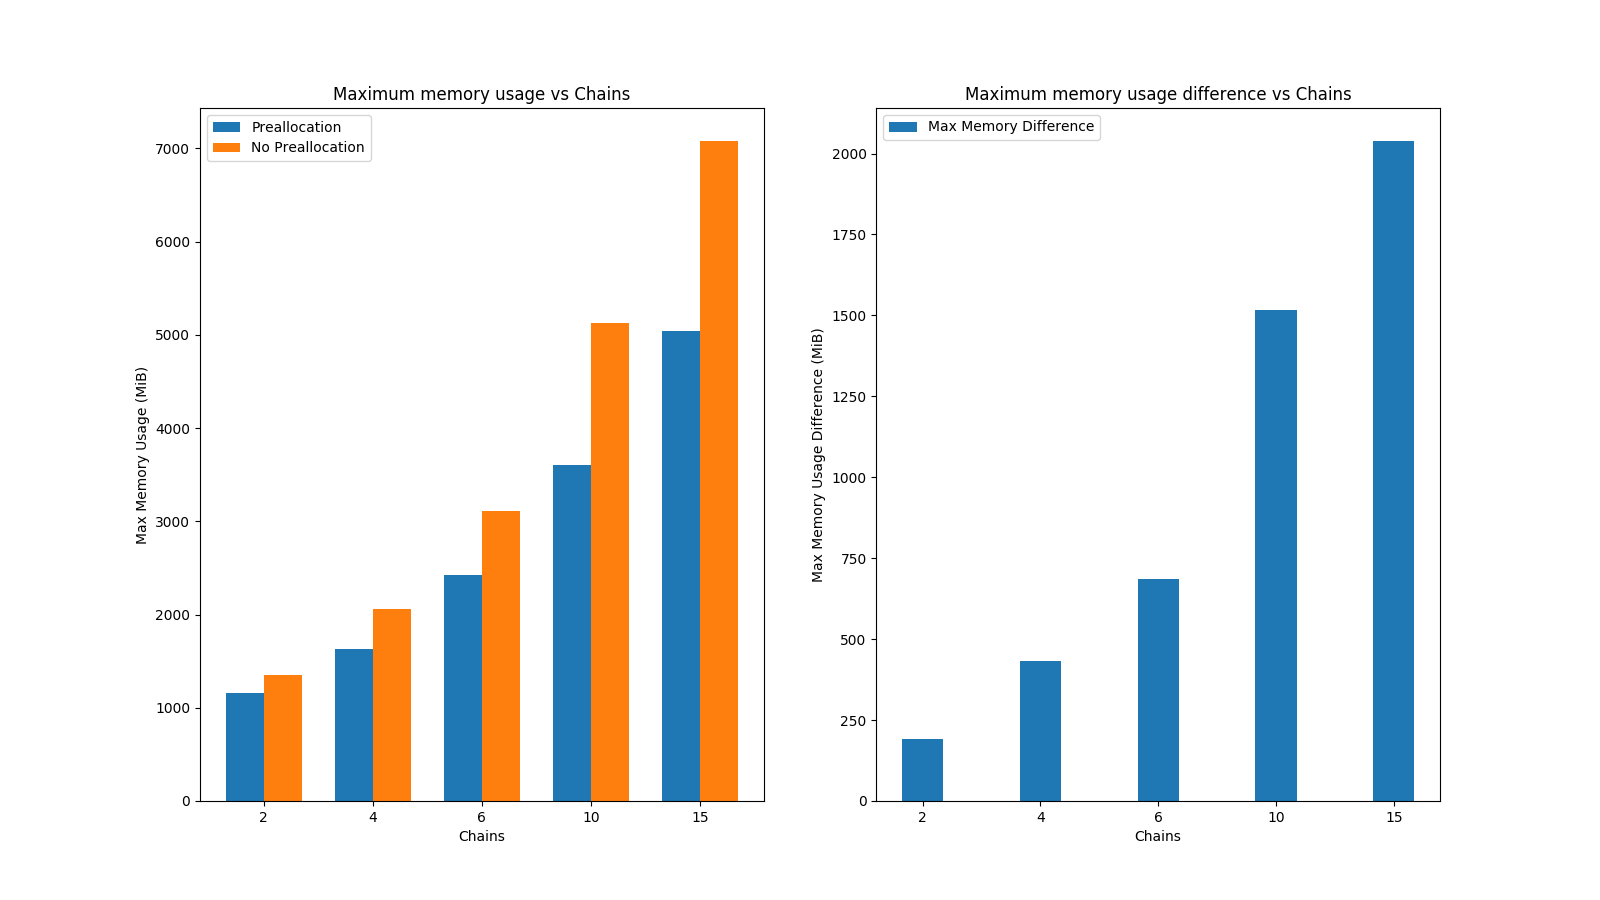 Maximum memory usage vs Chains
Preallocation
No Preallocation
7000
6000
5000
4000
3000
2000
1000
0
Max Memory Usage (MiB)
2 4 6 10 15
Chains
Maximum memory usage difference vs Chains
Max Memory Difference
2000
1750
1500
1250
1000
750
500
250
0
Max Memory Usage Difference (MiB)
2 4 6 10 15
Chains